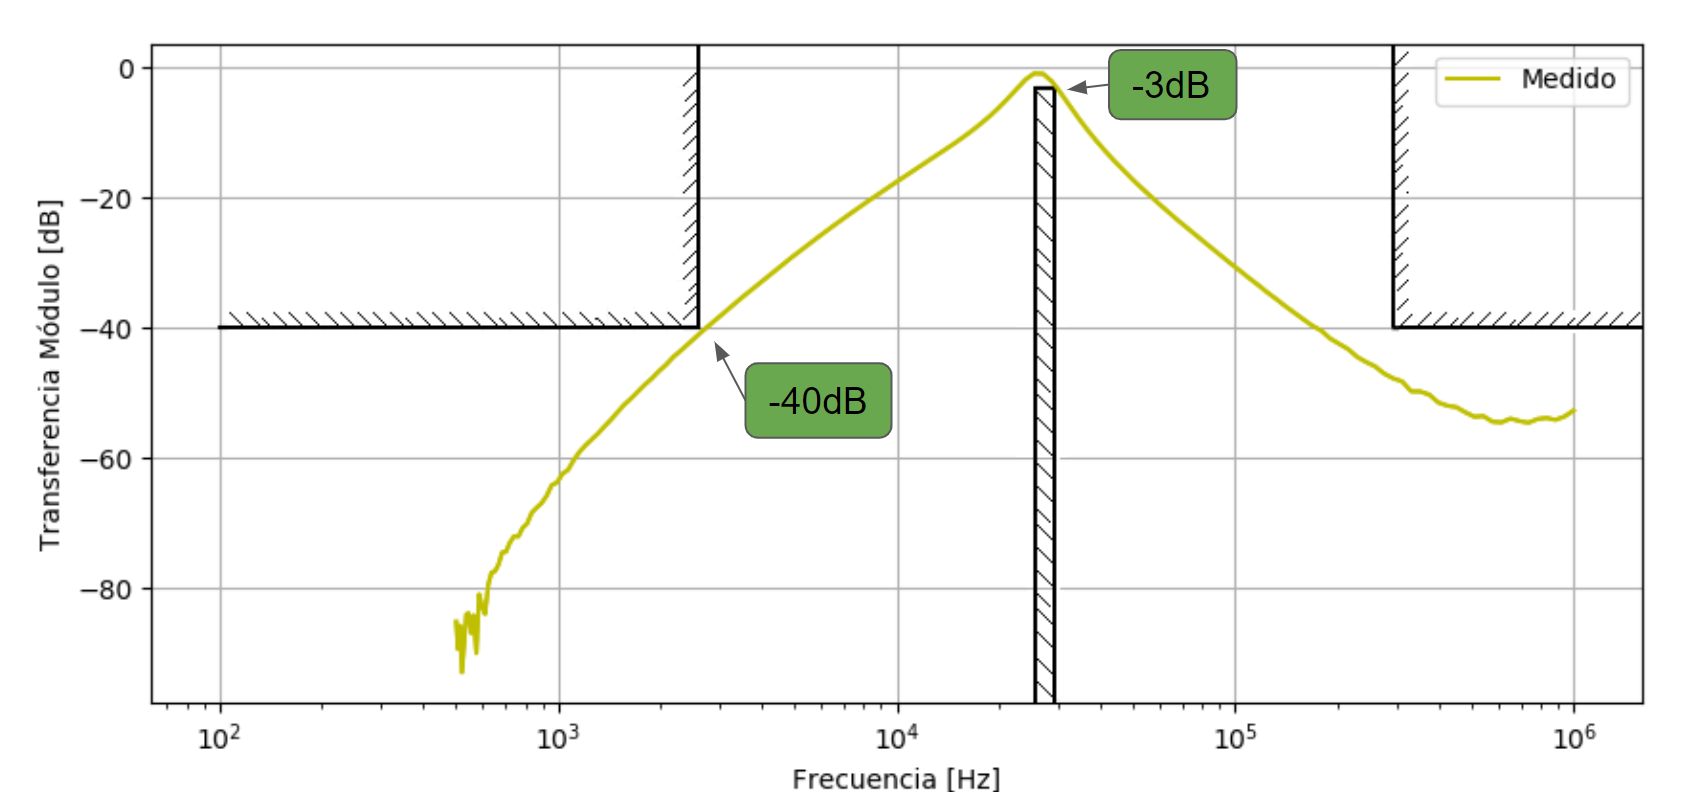 0
−20
−40
−60
−80
Transferencia Módulo [dB]
-3dB
Medido
-40dB
10²
10³
10⁴
10⁵
10⁶
Frecuencia [Hz]